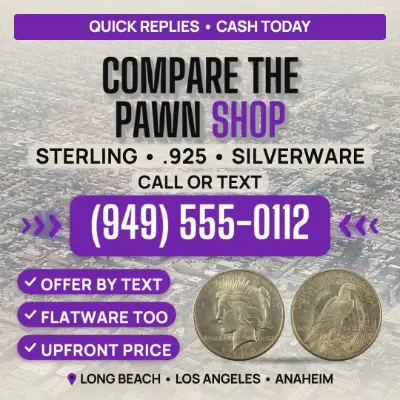 QUICK REPLIES • CASH TODAY
COMPARE THE
PAWN SHOP
STERLING • .925 • SILVERWARE
CALL OR TEXT
(949) 555-0112
OFFER BY TEXT
FLATWARE TOO
UPFRONT PRICE
LONG BEACH • LOS ANGELES • ANAHEIM